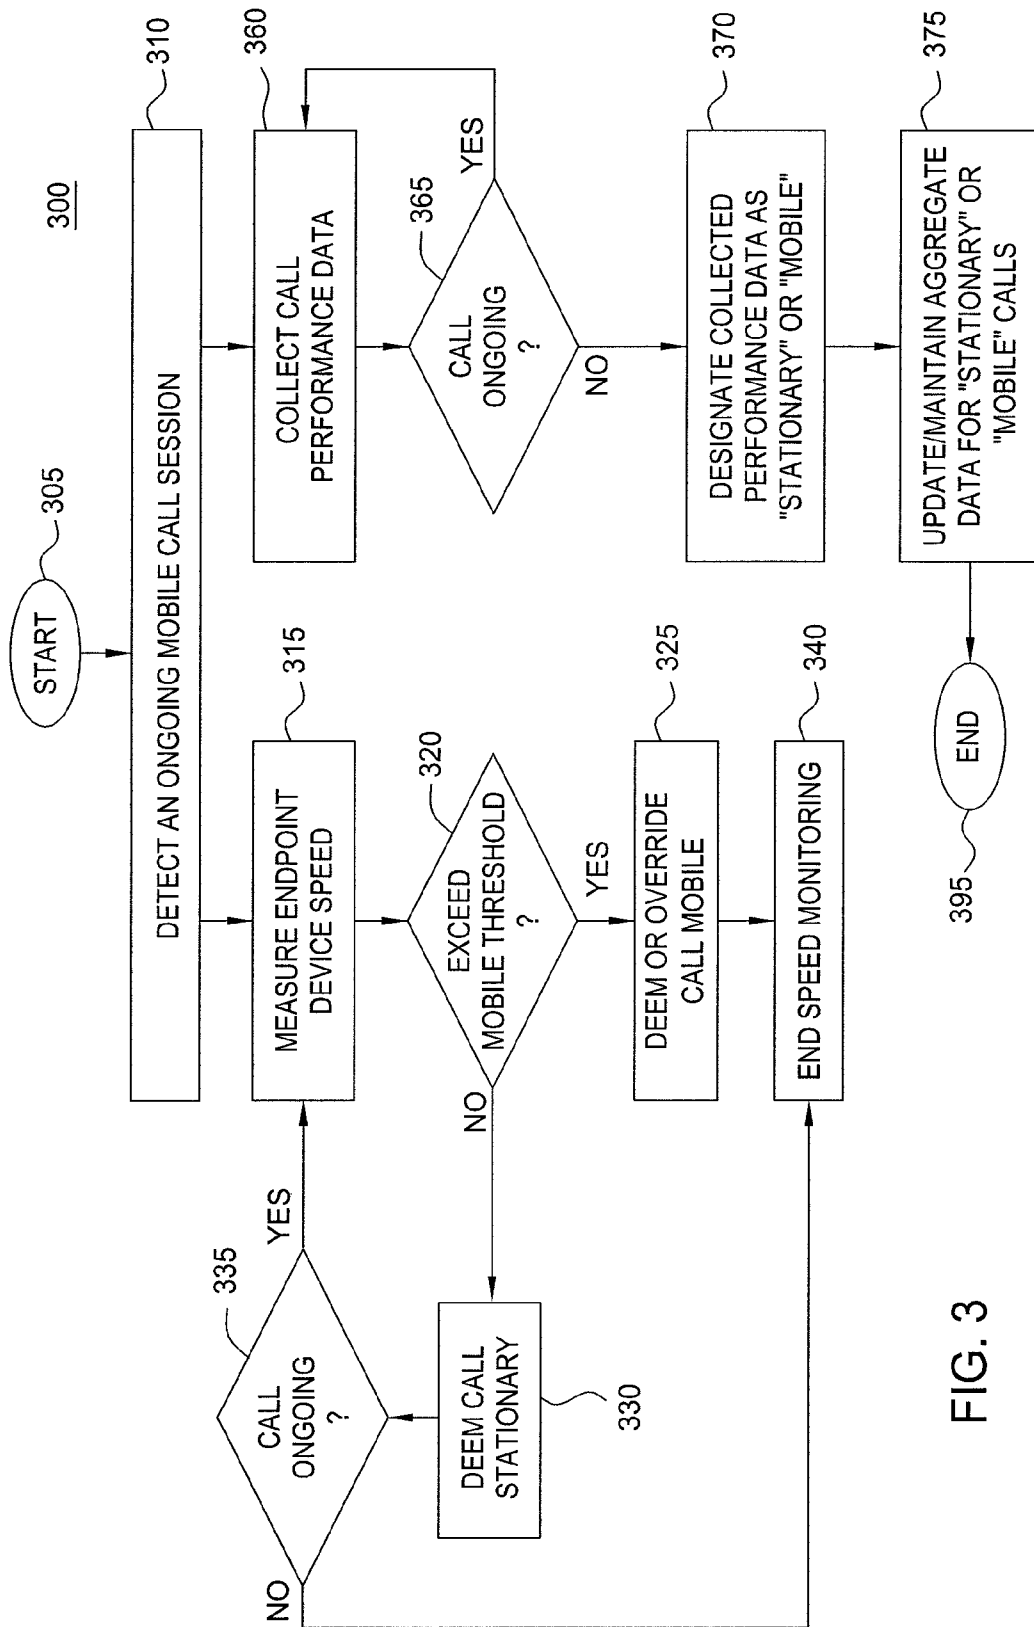 300
START
305
DETECT AN ONGOING MOBILE CALL SESSION
310
MEASURE ENDPOINT
DEVICE SPEED
315
EXCEED
MOBILE THRESHOLD
?
320
YES
NO
DEEM OR OVERRIDE
CALL MOBILE
325
DEEM CALL
STATIONARY
330
CALL
ONGOING
?
335
YES
NO
END SPEED MONITORING
340
COLLECT CALL
PERFORMANCE DATA
360
CALL
ONGOING
?
365
YES
NO
DESIGNATE COLLECTED
PERFORMANCE DATA AS
"STATIONARY" OR "MOBILE"
370
UPDATE/MAINTAIN AGGREGATE
DATA FOR "STATIONARY" OR
"MOBILE" CALLS
375
END
395
FIG. 3